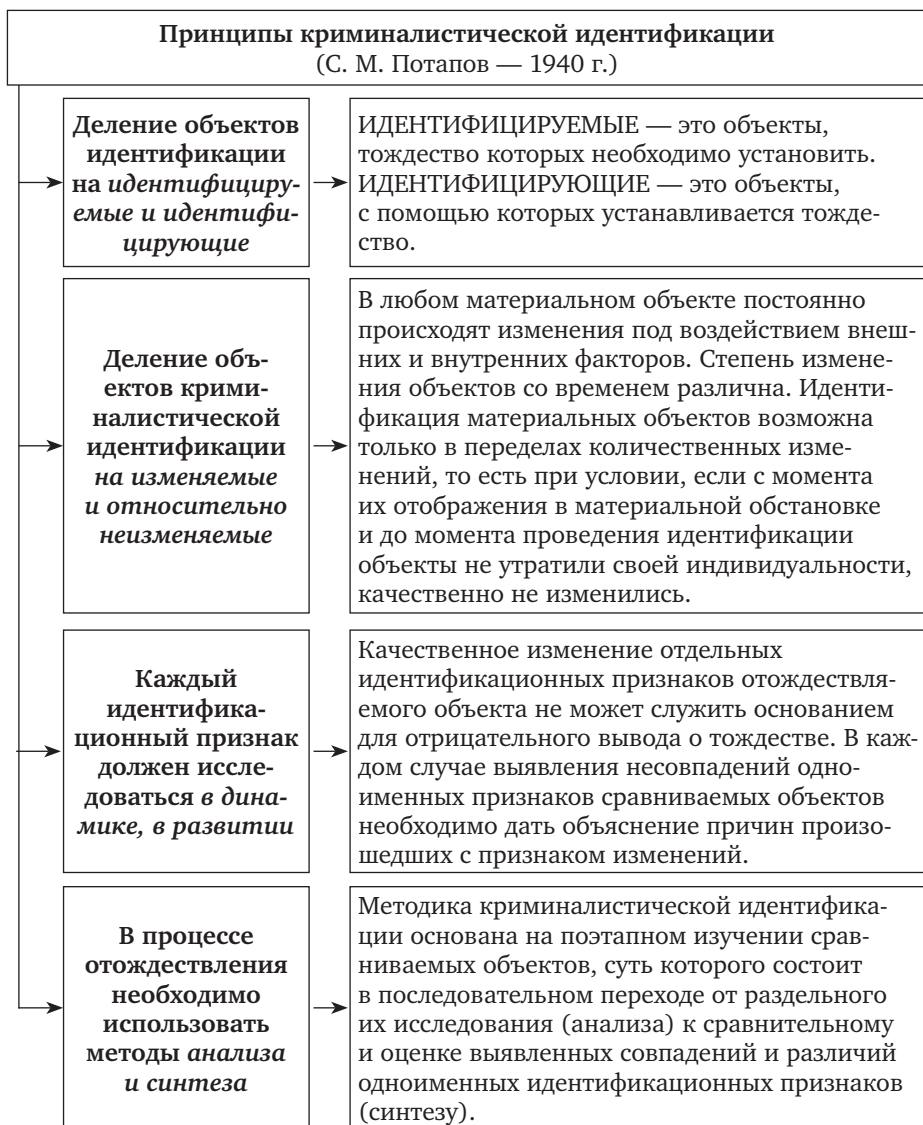 Принципы криминалистической идентификации
(С. М. Потапов — 1940 г.)
Деление объектов
идентификации
на идентифициру-
емые и идентифи-
цирующие
ИДЕНТИФИЦИРУЕМЫЕ — это объекты,
тождество которых необходимо установить.
ИДЕНТИФИЦИРУЮЩИЕ — это объекты,
с помощью которых устанавливается тожде-
ство.
Деление объ-
ектов крими-
налистической
идентификации
на изменяемые
и относительно
неизменяемые
В любом материальном объекте постоянно
происходят изменения под воздействием внеш-
них и внутренних факторов. Степень измене-
ния объектов со временем различна. Иденти-
фикация материальных объектов возможна
только в переделах количественных изме-
нений, то есть при условии, если с момента
их отображения в материальной обстановке
и до момента проведения идентификации
объекты не утратили своей индивидуальности,
качественно не изменились.
Каждый
идентифика-
ционный признак
должен иссле-
доваться в дина-
мике, в развитии
Качественное изменение отдельных
идентификационных признаков отождествля-
емого объекта не может служить основанием
для отрицательного вывода о тождестве. В каж-
дом случае выявления несовпадений одно-
именных признаков сравниваемых объектов
необходимо дать объяснение причин произо-
шедших с признаком изменений.
В процессе
отождествления
необходимо
использовать
методы анализа
и синтеза
Методика криминалистической идентифика-
ции основана на поэтапном изучении срав-
ниваемых объектов, суть которого состоит
в последовательном переходе от раздельного
их исследования (анализа) к сравнительному
и оценке выявленных совпадений и различий
одноименных идентификационных признаков
(синтезу).